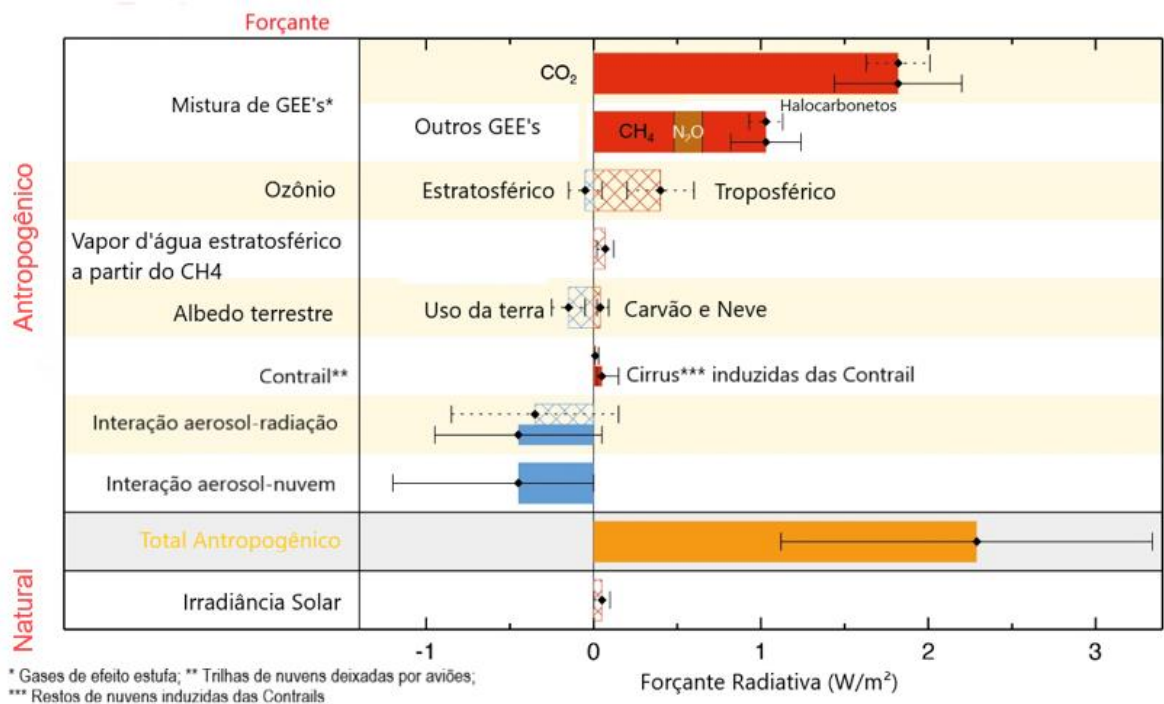 Forçante
Antropogênico
Mistura de GEE's*
CO₂
Outros GEE's
CH₄
N₂O
Halocarbonetos
Ozônio
Estratosférico
Troposférico
Vapor d'água estratosférico
a partir do CH4
Albedo terrestre
Uso da terra
Carvão e Neve
Contrail**
Cirrus*** induzidas das Contrail
Interação aerosol-radiação
Interação aerosol-nuvem
Total Antropogênico
Natural
Irradiância Solar
-1 0 1 2 3
Forçante Radiativa (W/m²)
* Gases de efeito estufa; ** Trilhas de nuvens deixadas por aviões;
*** Restos de nuvens induzidas das Contrails